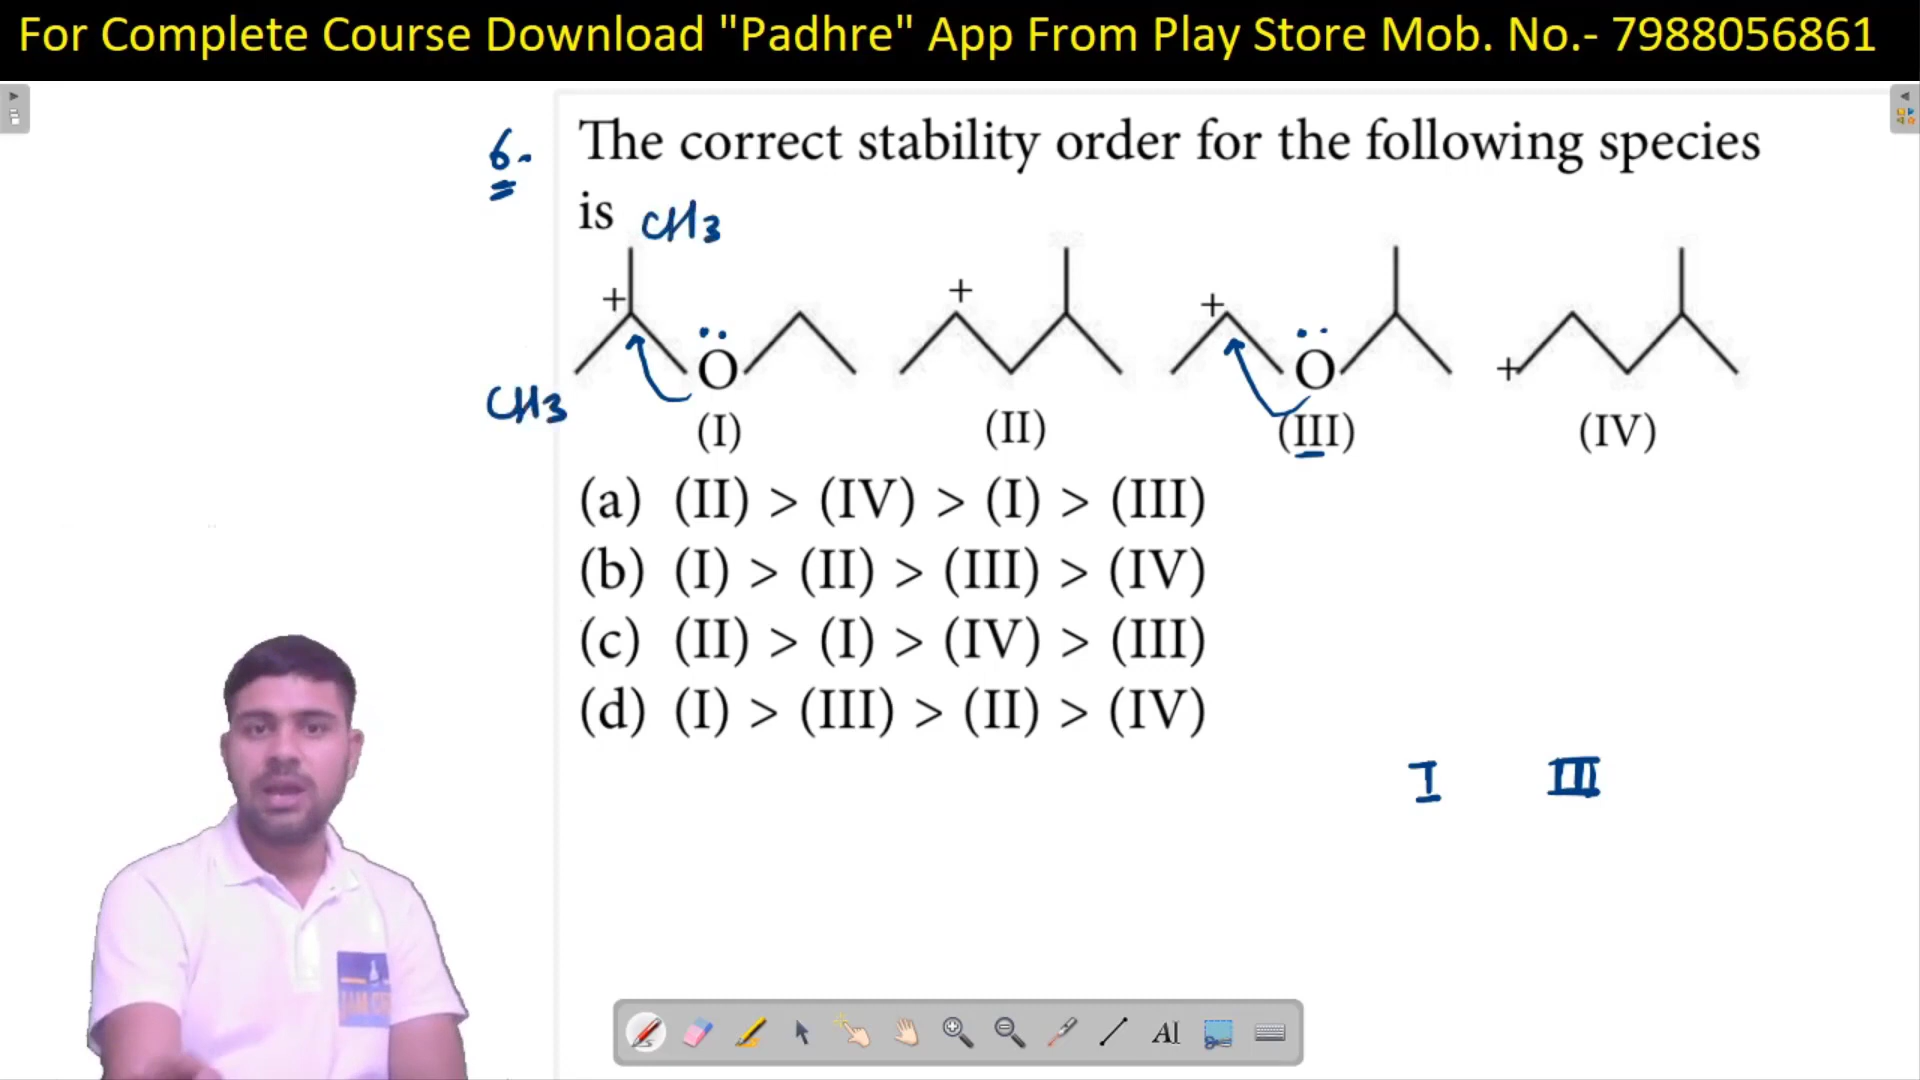 For Complete Course Download "Padhre" App From Play Store Mob. No.- 7988056861
6. The correct stability order for the following species
is
CH3
+ + + +
CH3
O O
(I) (II) (III) (IV)
(a) (II) > (IV) > (I) > (III)
(b) (I) > (II) > (III) > (IV)
(c) (II) > (I) > (IV) > (III)
(d) (I) > (III) > (II) > (IV)
I III
AI